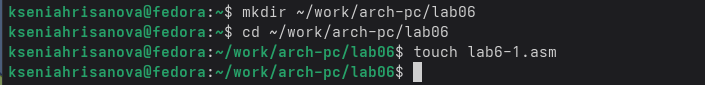 kseniahrisanova@fedora:~$ mkdir ~/work/arch-pc/lab06
kseniahrisanova@fedora:~$ cd ~/work/arch-pc/lab06
kseniahrisanova@fedora:~/work/arch-pc/lab06$ touch lab6-1.asm
kseniahrisanova@fedora:~/work/arch-pc/lab06$